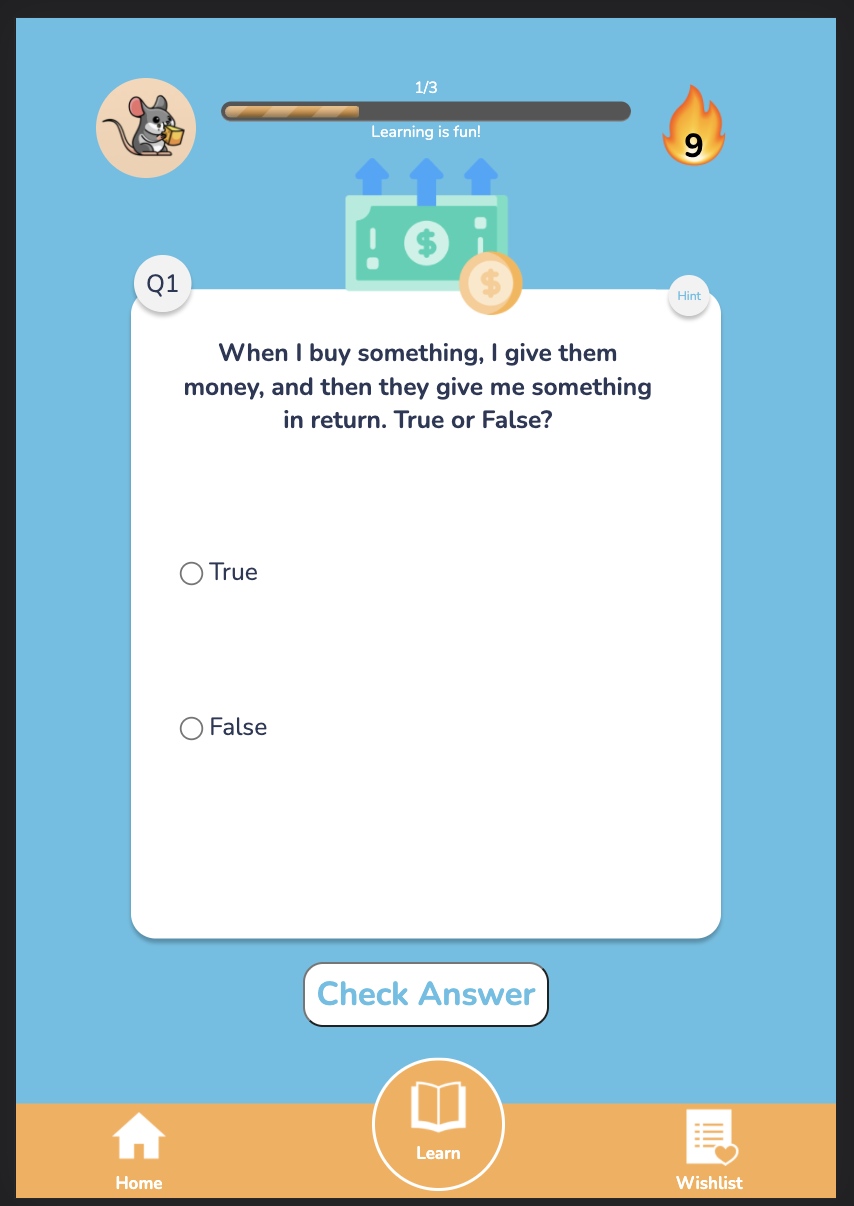 1/3
Learning is fun!
9
$
$
Q1
Hint
When I buy something, I give them
money, and then they give me something
in return. True or False?
True
False
Check Answer
Learn
Home
Wishlist